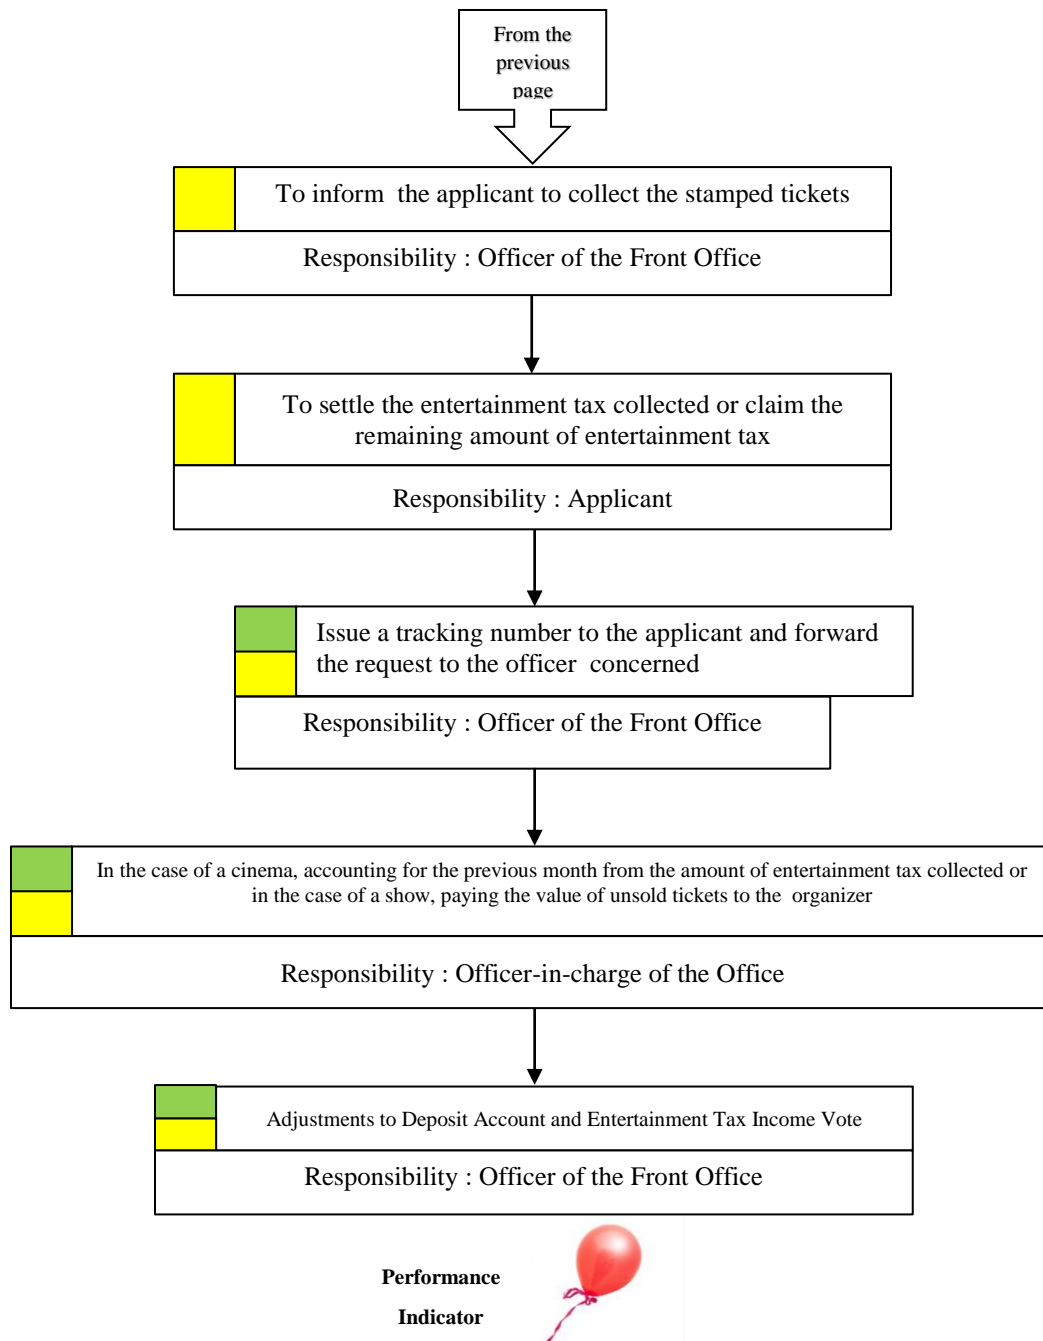 From the
previous
page
To inform the applicant to collect the stamped tickets
Responsibility : Officer of the Front Office
To settle the entertainment tax collected or claim the
remaining amount of entertainment tax
Responsibility : Applicant
Issue a tracking number to the applicant and forward
the request to the officer concerned
Responsibility : Officer of the Front Office
In the case of a cinema, accounting for the previous month from the amount of entertainment tax collected or
in the case of a show, paying the value of unsold tickets to the organizer
Responsibility : Officer-in-charge of the Office
Adjustments to Deposit Account and Entertainment Tax Income Vote
Responsibility : Officer of the Front Office
Performance
Indicator